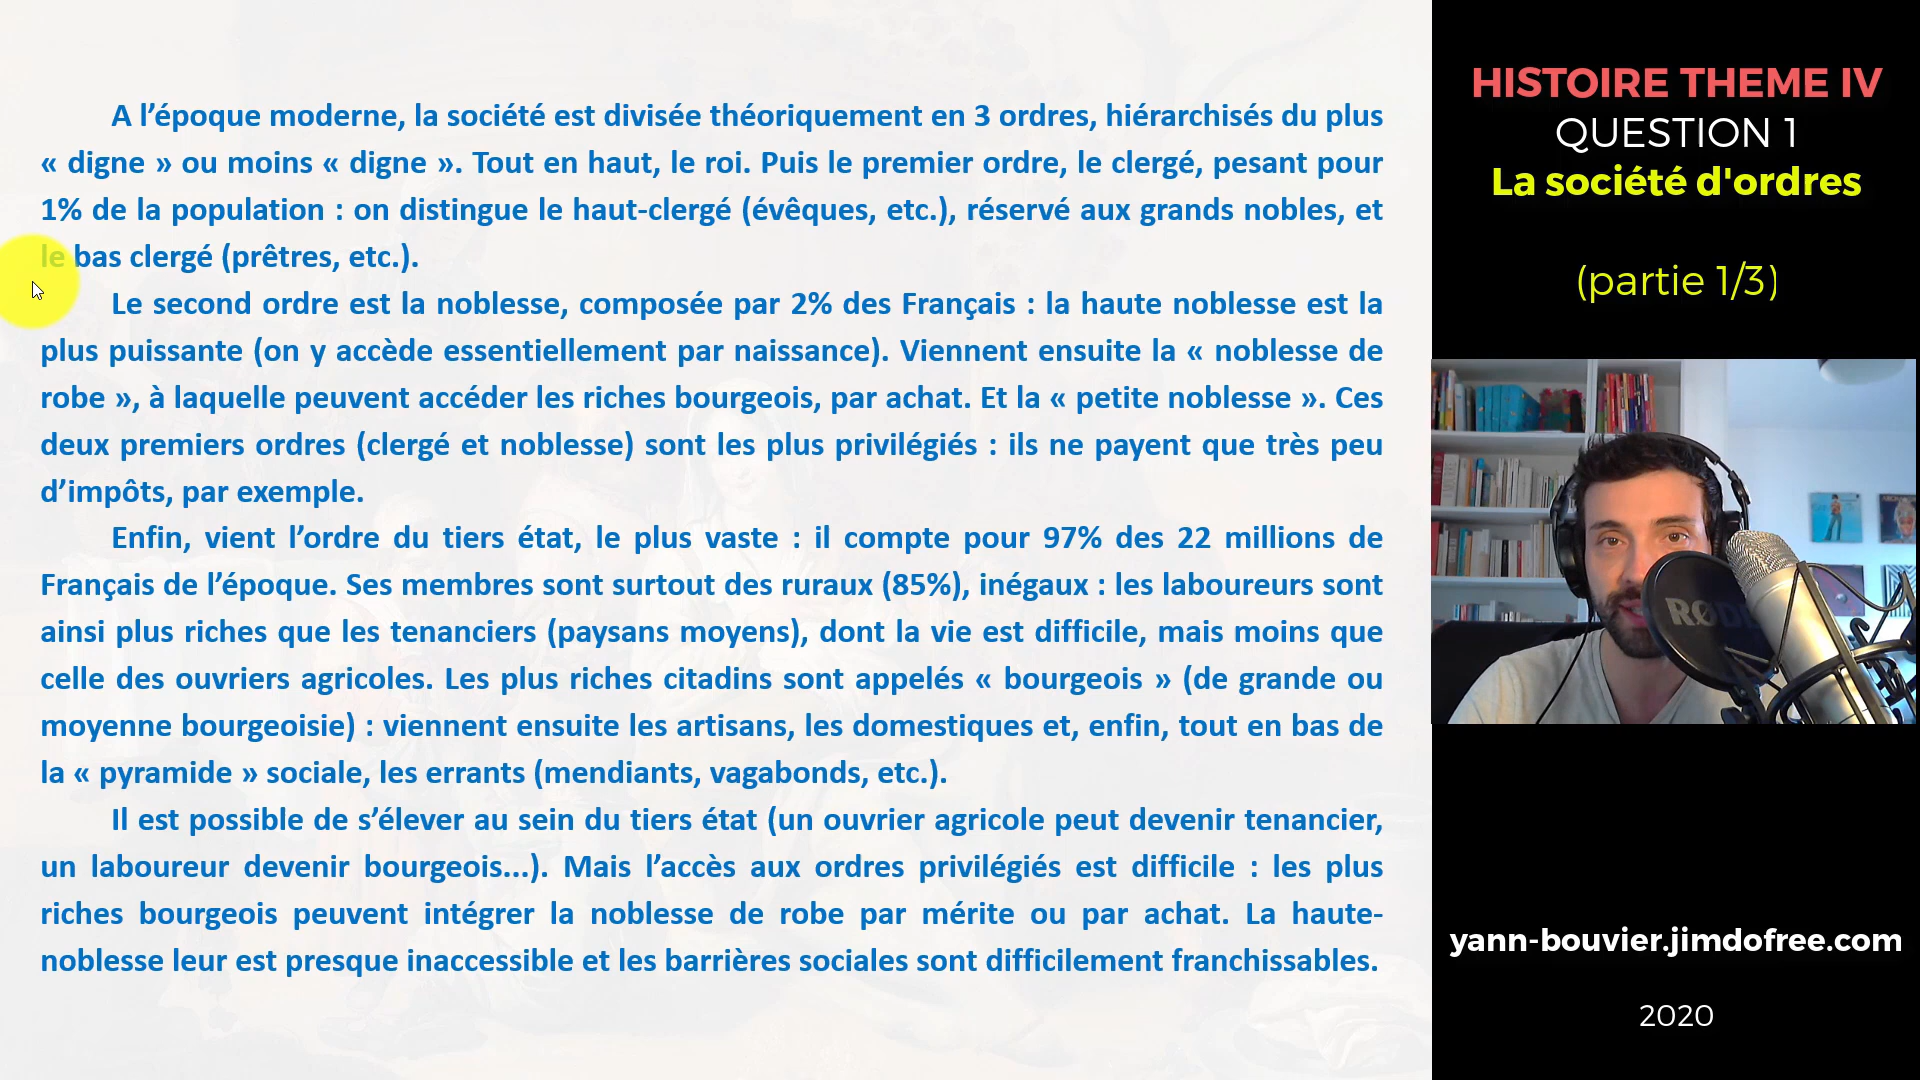 A l’époque moderne, la société est divisée théoriquement en 3 ordres, hiérarchisés du plus
« digne » ou moins « digne ». Tout en haut, le roi. Puis le premier ordre, le clergé, pesant pour
1% de la population : on distingue le haut-clergé (évêques, etc.), réservé aux grands nobles, et
le bas clergé (prêtres, etc.).
Le second ordre est la noblesse, composée par 2% des Français : la haute noblesse est la
plus puissante (on y accède essentiellement par naissance). Viennent ensuite la « noblesse de
robe », à laquelle peuvent accéder les riches bourgeois, par achat. Et la « petite noblesse ». Ces
deux premiers ordres (clergé et noblesse) sont les plus privilégiés : ils ne payent que très peu
d’impôts, par exemple.
Enfin, vient l’ordre du tiers état, le plus vaste : il compte pour 97% des 22 millions de
Français de l’époque. Ses membres sont surtout des ruraux (85%), inégaux : les laboureurs sont
ainsi plus riches que les tenanciers (paysans moyens), dont la vie est difficile, mais moins que
celle des ouvriers agricoles. Les plus riches citadins sont appelés « bourgeois » (de grande ou
moyenne bourgeoisie) : viennent ensuite les artisans, les domestiques et, enfin, tout en bas de
la « pyramide » sociale, les errants (mendiants, vagabonds, etc.).
Il est possible de s’élever au sein du tiers état (un ouvrier agricole peut devenir tenancier,
un laboureur devenir bourgeois...). Mais l’accès aux ordres privilégiés est difficile : les plus
riches bourgeois peuvent intégrer la noblesse de robe par mérite ou par achat. La haute-
noblesse leur est presque inaccessible et les barrières sociales sont difficilement franchissables.
HISTOIRE THEME IV
QUESTION 1
La société d'ordres
(partie 1/3)
RØDE
yann-bouvier.jimdofree.com
2020